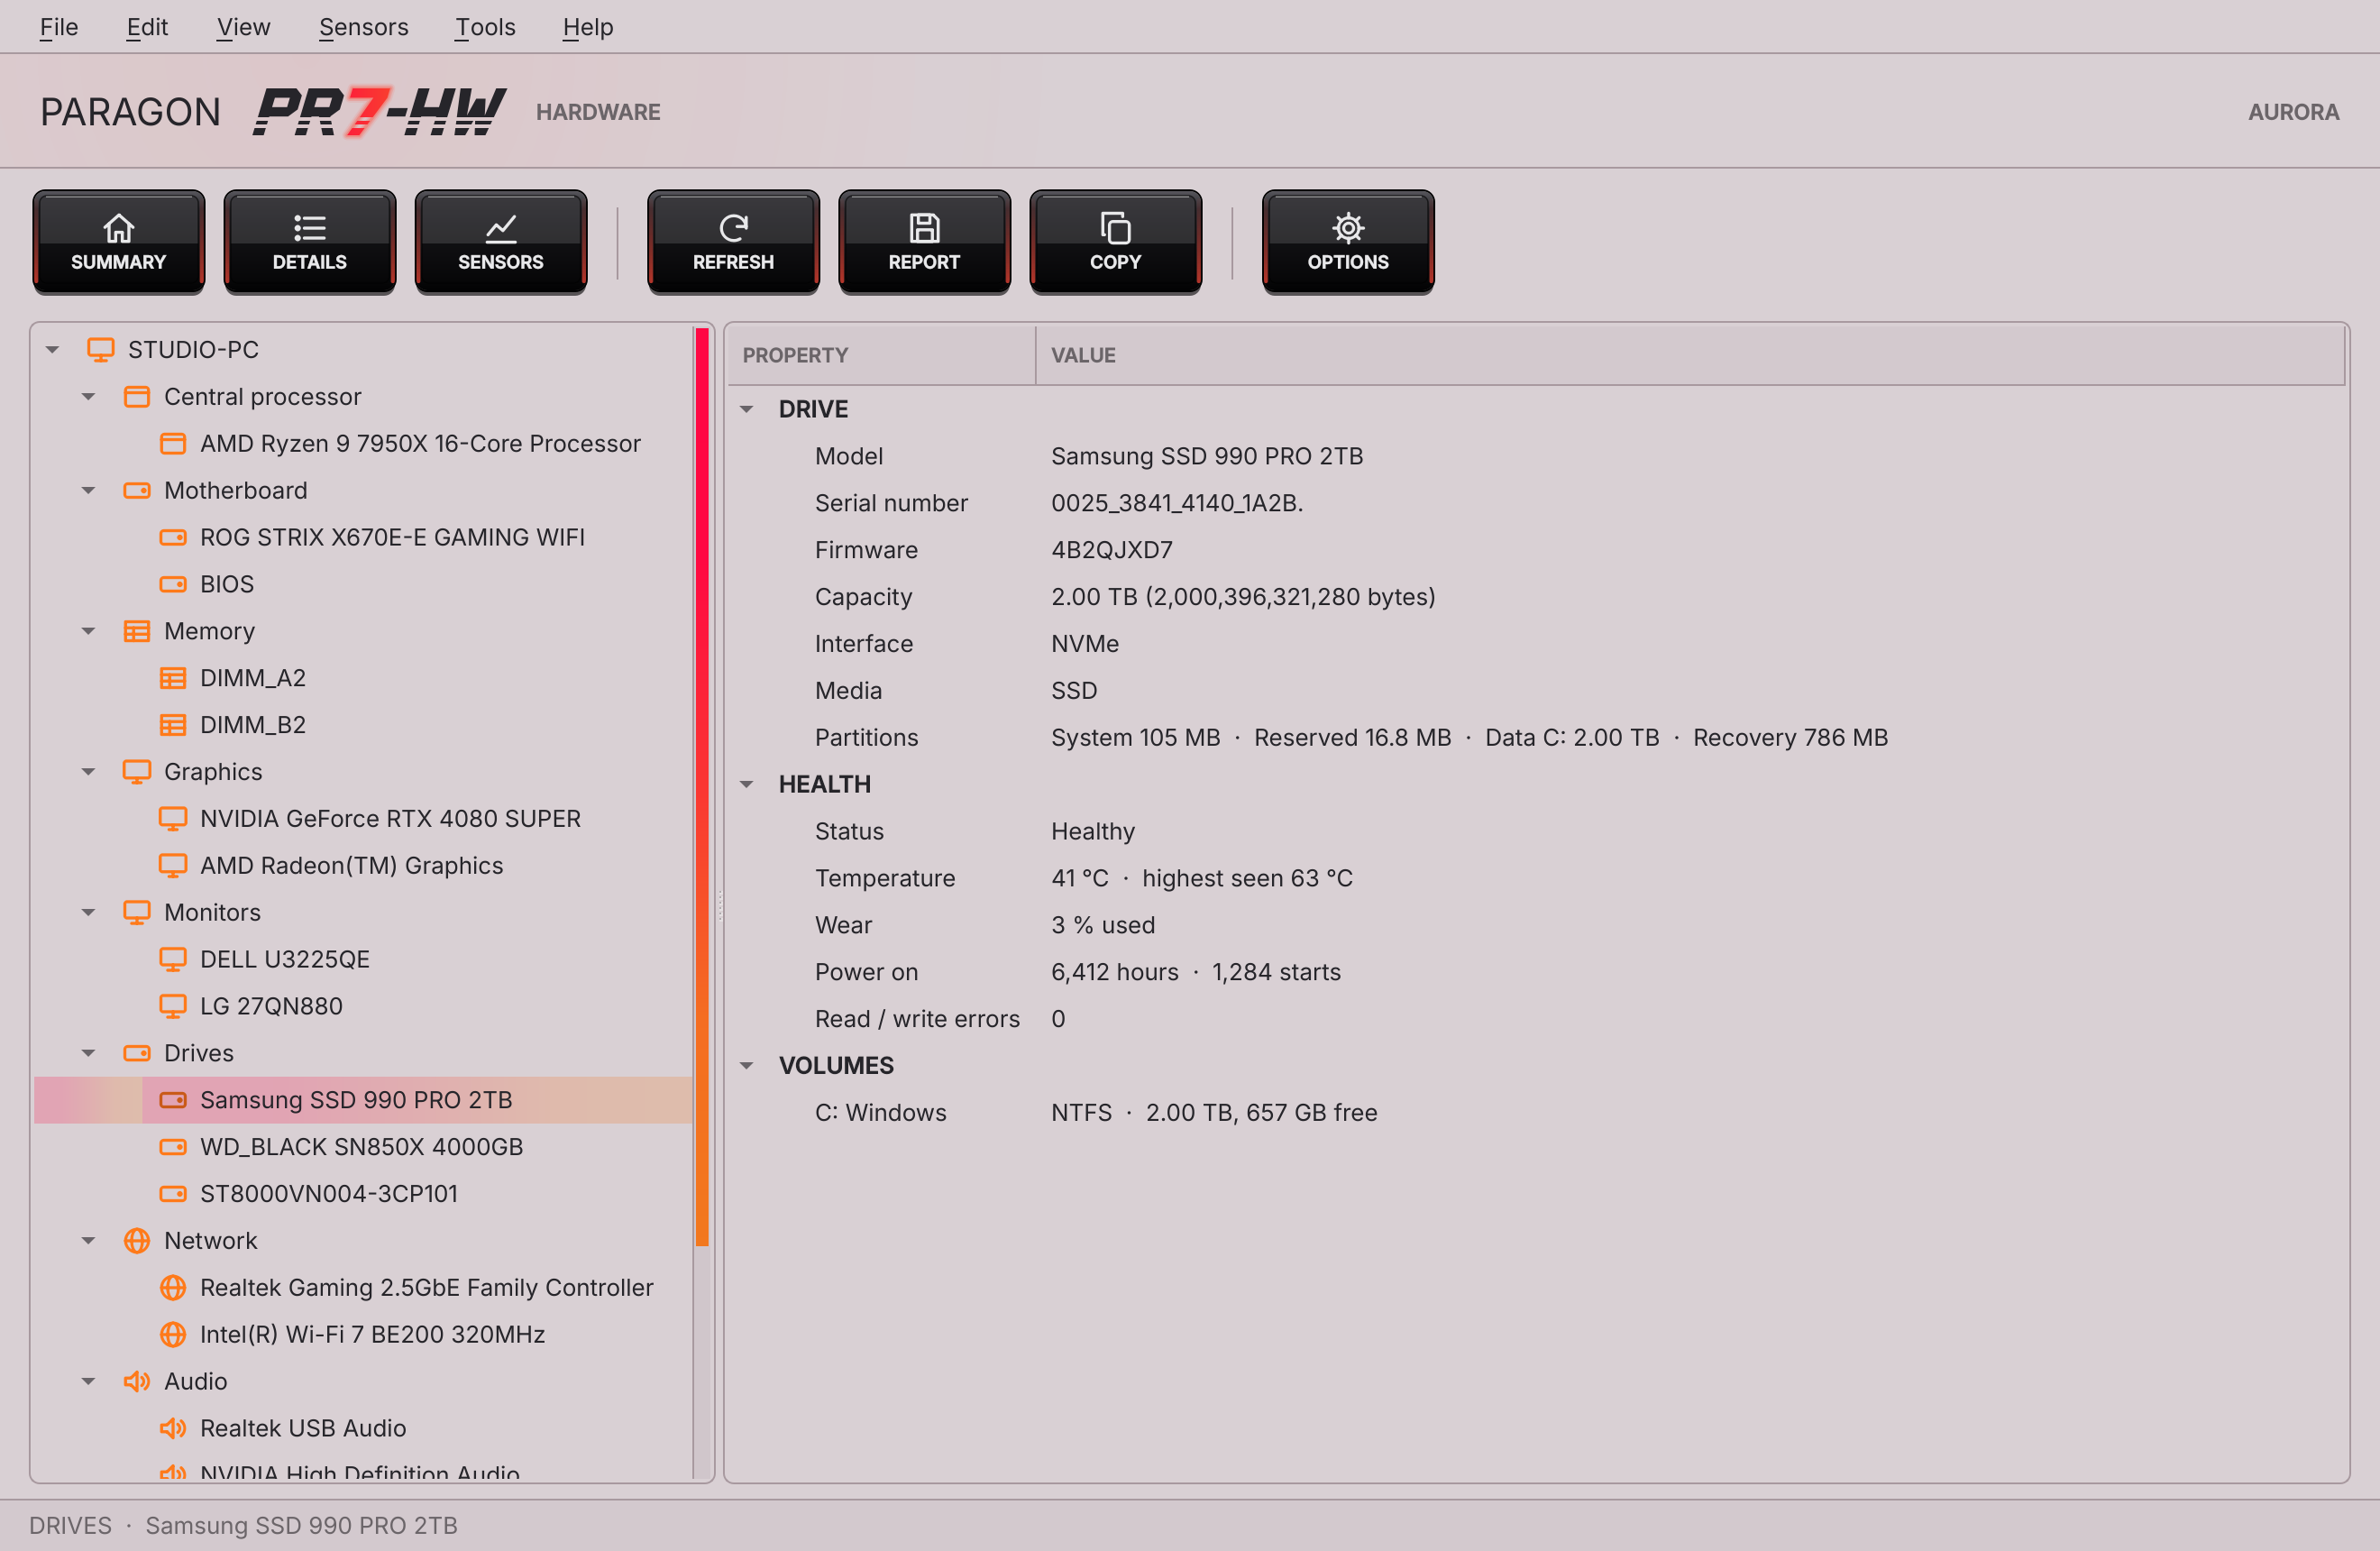 File Edit View Sensors Tools Help
PARAGON PR7-HW HARDWARE AURORA
SUMMARY DETAILS SENSORS REFRESH REPORT COPY OPTIONS
STUDIO-PC
Central processor
AMD Ryzen 9 7950X 16-Core Processor
Motherboard
ROG STRIX X670E-E GAMING WIFI
BIOS
Memory
DIMM_A2
DIMM_B2
Graphics
NVIDIA GeForce RTX 4080 SUPER
AMD Radeon(TM) Graphics
Monitors
DELL U3225QE
LG 27QN880
Drives
Samsung SSD 990 PRO 2TB
WD_BLACK SN850X 4000GB
ST8000VN004-3CP101
Network
Realtek Gaming 2.5GbE Family Controller
Intel(R) Wi-Fi 7 BE200 320MHz
Audio
Realtek USB Audio
NVIDIA High Definition Audio
PROPERTY VALUE
DRIVE
Model Samsung SSD 990 PRO 2TB
Serial number 0025_3841_4140_1A2B.
Firmware 4B2QJXD7
Capacity 2.00 TB (2,000,396,321,280 bytes)
Interface NVMe
Media SSD
Partitions System 105 MB · Reserved 16.8 MB · Data C: 2.00 TB · Recovery 786 MB
HEALTH
Status Healthy
Temperature 41 °C · highest seen 63 °C
Wear 3 % used
Power on 6,412 hours · 1,284 starts
Read / write errors 0
VOLUMES
C: Windows NTFS · 2.00 TB, 657 GB free
DRIVES · Samsung SSD 990 PRO 2TB